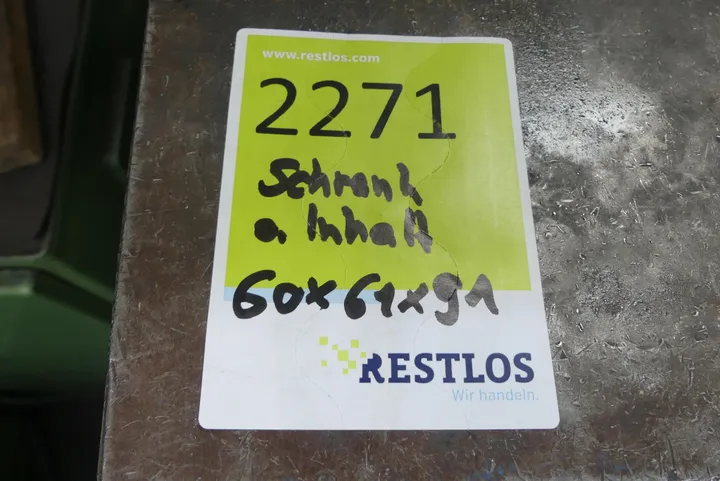 www.restlos.com
2271
Schrank
o. Inhalt
60x61x91
RESTLOS
Wir handeln.